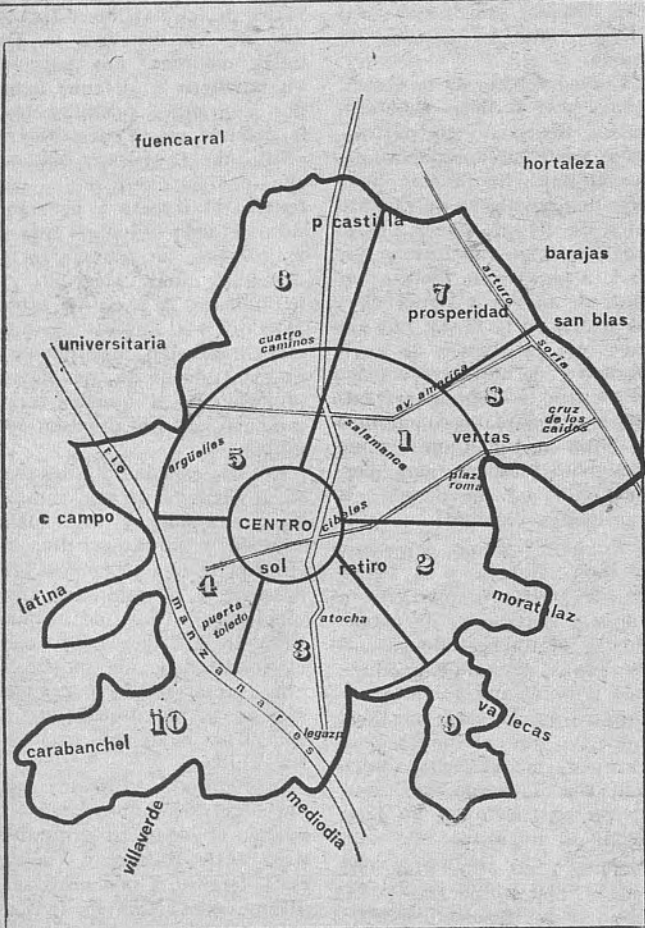 fuencarral
hortaleza
p castilla
barajas
6
7
arturo
prosperidad
san blas
universitaria
cuatro
caminos
soria
av. america
8
cruz
de los
caidos
salamanca
1
ventas
argüelles
5
rio
plaza
roma
c campo
CENTRO
cibeles
sol
retiro
2
4
latina
manzanares
puerta
toledo
atocha
moratalaz
3
10
9
vallecas
carabanchel
legazpi
mediodia
villaverde